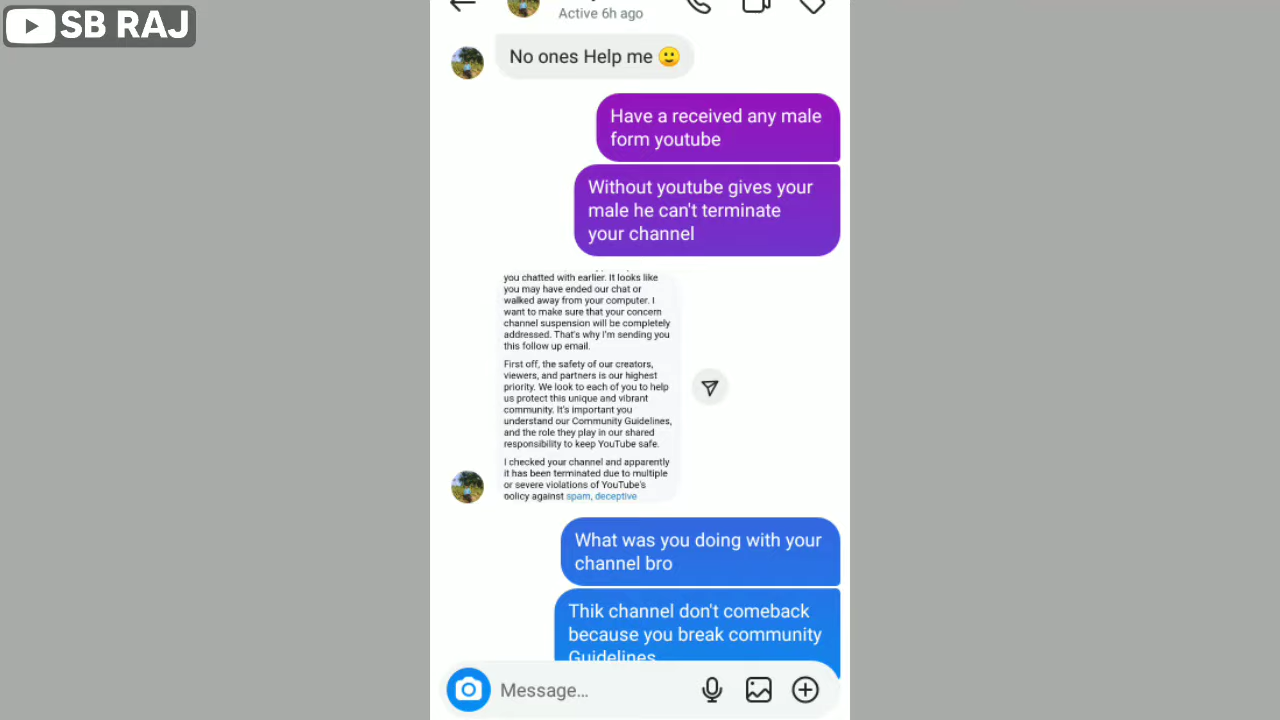 SB RAJ
Active 6h ago
No ones Help me 🙂
Have a received any male
form youtube
Without youtube gives your
male he can't terminate
your channel
you chatted with earlier. It looks like
you may have ended our chat or
walked away from your computer. I
want to make sure that your concern
channel suspension will be completely
addressed. That's why I'm sending you
this follow up email.
First off, the safety of our creators,
viewers, and partners is our highest
priority. We look to each of you to help
us protect this unique and vibrant
community. It's important you
understand our Community Guidelines,
and the role they play in our shared
responsibility to keep YouTube safe.
I checked your channel and apparently
it has been terminated due to multiple
or severe violations of YouTube's
policy against spam, deceptive
What was you doing with your
channel bro
Thik channel don't comeback
because you break community
Guidelines
Message...